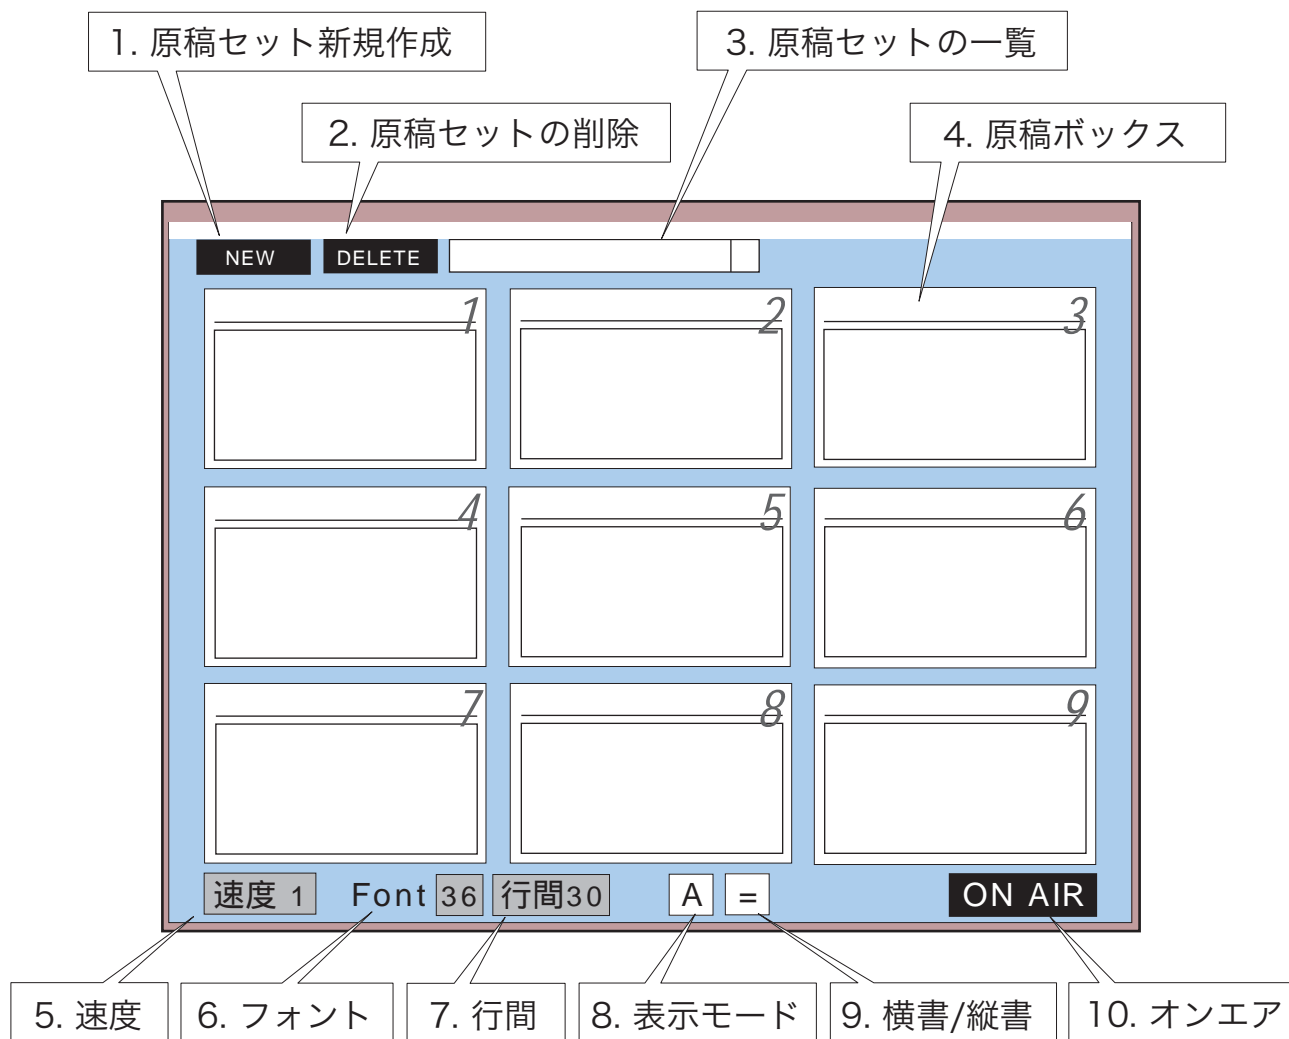 1. 原稿セット新規作成
3. 原稿セットの一覧
2. 原稿セットの削除
4. 原稿ボックス
NEW
DELETE
1
2
3
4
5
6
7
8
9
速度 1
Font 36
行間30
A
=
ON AIR
5. 速度
6. フォント
7. 行間
8. 表示モード
9. 横書/縦書
10. オンエア